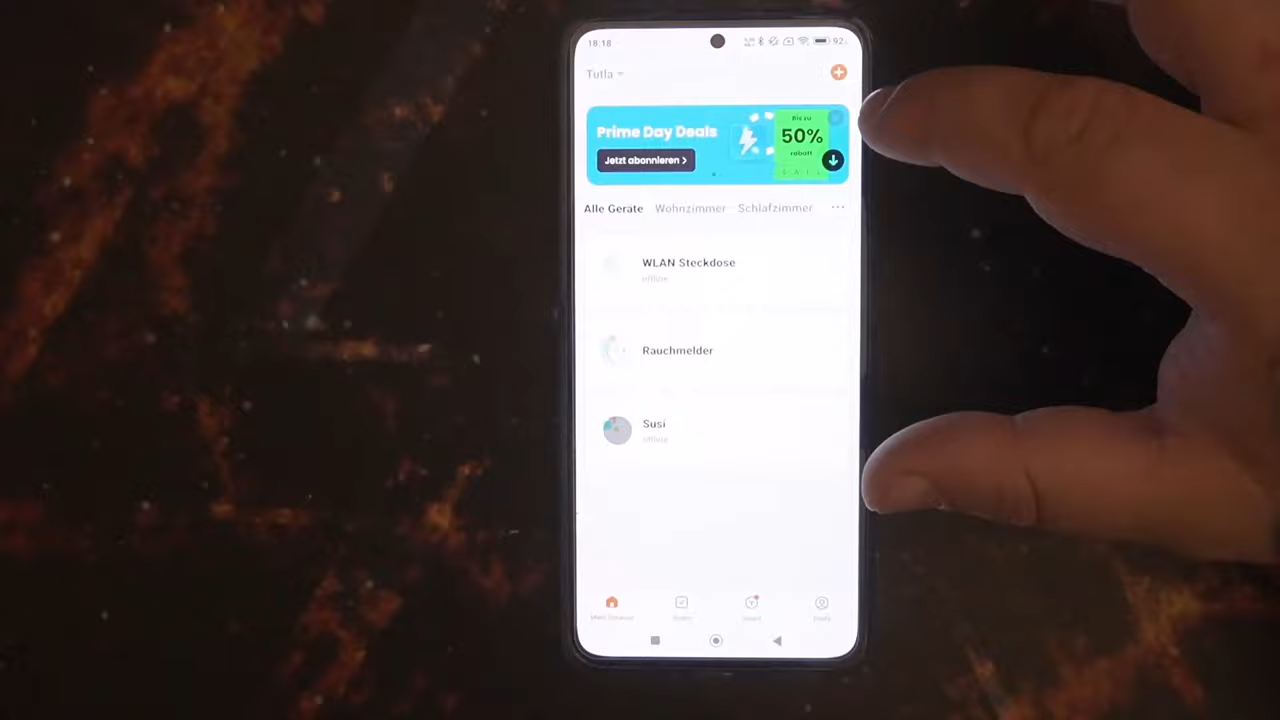 18:18
92
Tutla
Prime Day Deals
Jetzt abonnieren >
Bis zu
50%
rabatt
Alle Geräte Wohnzimmer Schlafzimmer ...
WLAN Steckdose
offline
Rauchmelder
Susi
offline